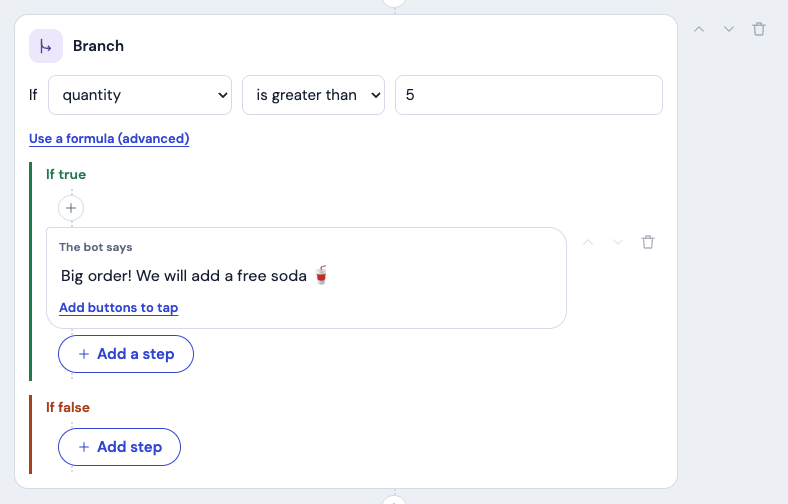 Branch
If quantity is greater than 5
Use a formula (advanced)
If true
The bot says
Big order! We will add a free soda 🥤
Add buttons to tap
+ Add a step
If false
+ Add step